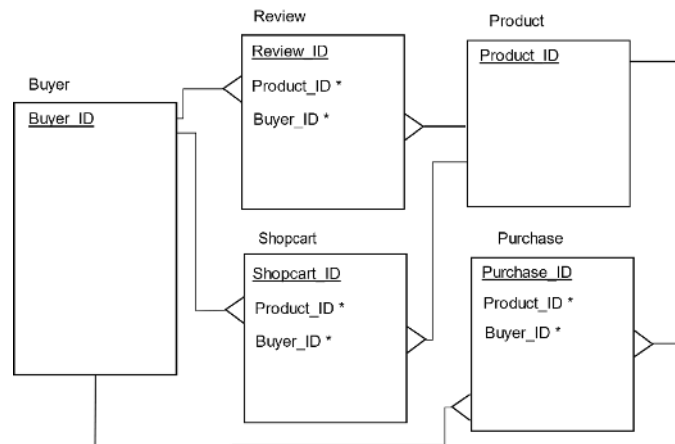 Review
Review_ID
Product_ID *
Buyer_ID *
Product
Product_ID
Buyer
Buyer_ID
Shopcart
Shopcart_ID
Product_ID *
Buyer_ID *
Purchase
Purchase_ID
Product_ID *
Buyer_ID *